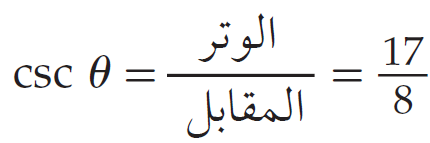 csc θ = الوتر / المقابل = 17/8